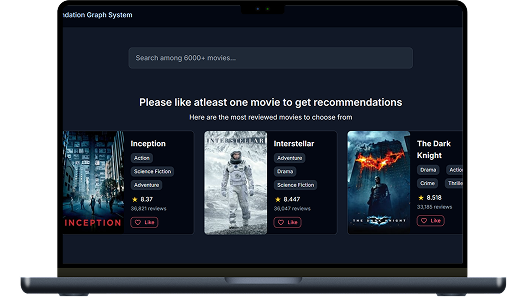 ndation Graph System
Search among 6000+ movies...
Please like atleast one movie to get recommendations
Here are the most reviewed movies to choose from
Inception
Action
Science Fiction
Adventure
8.37
36,821 reviews
Like
INCEPTION
Interstellar
Adventure
Drama
Science Fiction
8.447
36,047 reviews
Like
INTERSTELLAR
The Dark
Knight
Drama
Actio
Crime
Thrille
8.518
33,185 reviews
Like
THE DARK KNIGHT